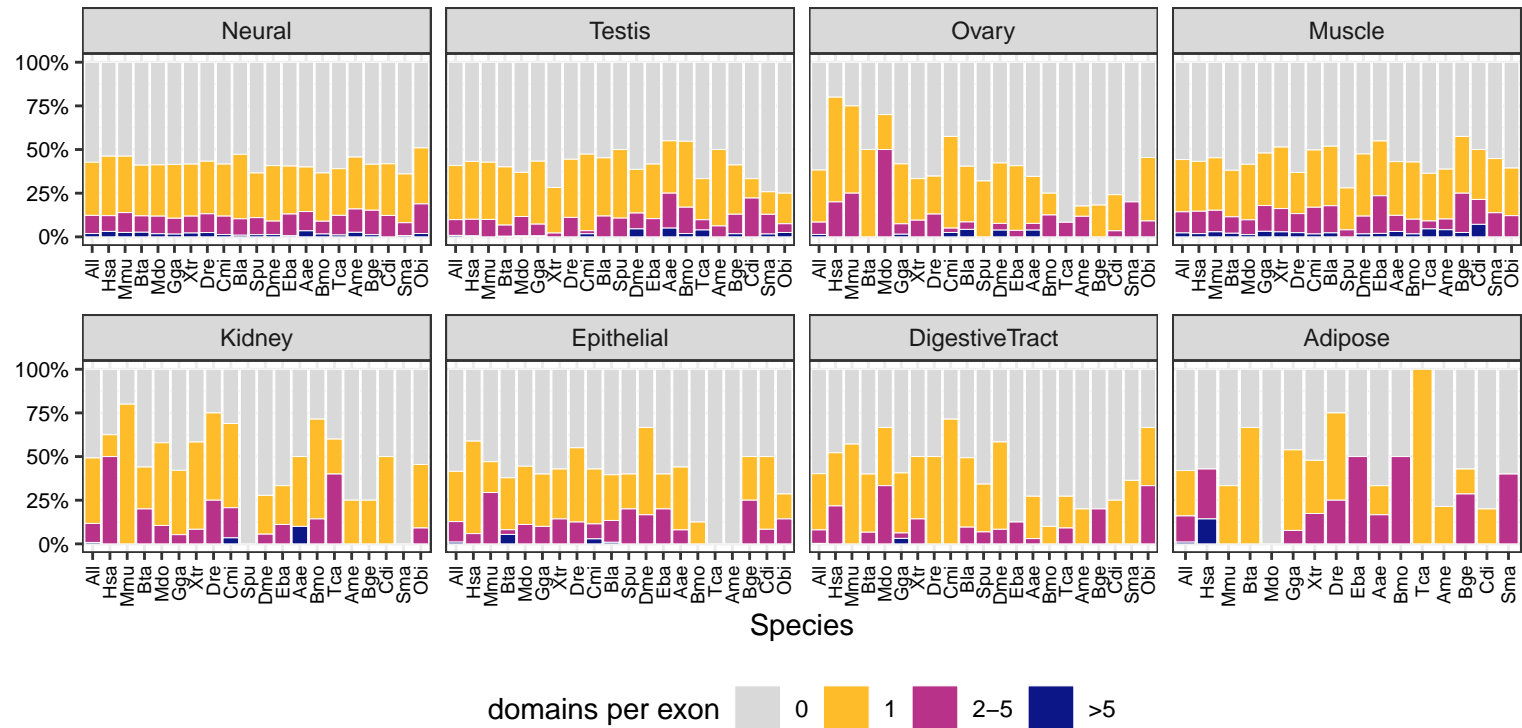 Neural Testis Ovary Muscle
100%
75%
50%
25%
0%
All Hsa Mmu Bta Mdo Gga Xtr Dre Cmi Bla Spu Dme Eba Aae Bmo Tca Ame Bge Cdi Sma Obi
All Hsa Mmu Bta Mdo Gga Xtr Dre Cmi Bla Spu Dme Eba Aae Bmo Tca Ame Bge Cdi Sma Obi
All Hsa Mmu Bta Mdo Gga Xtr Dre Cmi Bla Spu Dme Eba Aae Bmo Tca Ame Bge Cdi Sma Obi
All Hsa Mmu Bta Mdo Gga Xtr Dre Cmi Bla Spu Dme Eba Aae Bmo Tca Ame Bge Cdi Sma Obi
Kidney Epithelial DigestiveTract Adipose
100%
75%
50%
25%
0%
All Hsa Mmu Bta Mdo Gga Xtr Dre Cmi Spu Dme Eba Aae Bmo Tca Ame Bge Cdi Sma Obi
All Hsa Mmu Bta Mdo Gga Xtr Dre Cmi Bla Spu Dme Eba Aae Bmo Tca Ame Bge Cdi Obi
All Hsa Mmu Bta Mdo Gga Xtr Dre Cmi Bla Spu Dme Eba Aae Bmo Tca Ame Bge Cdi Sma Obi
All Hsa Mmu Bta Mdo Gga Xtr Dre Eba Aae Bmo Tca Ame Bge Cdi Sma
Species
domains per exon 0 1 2–5 >5